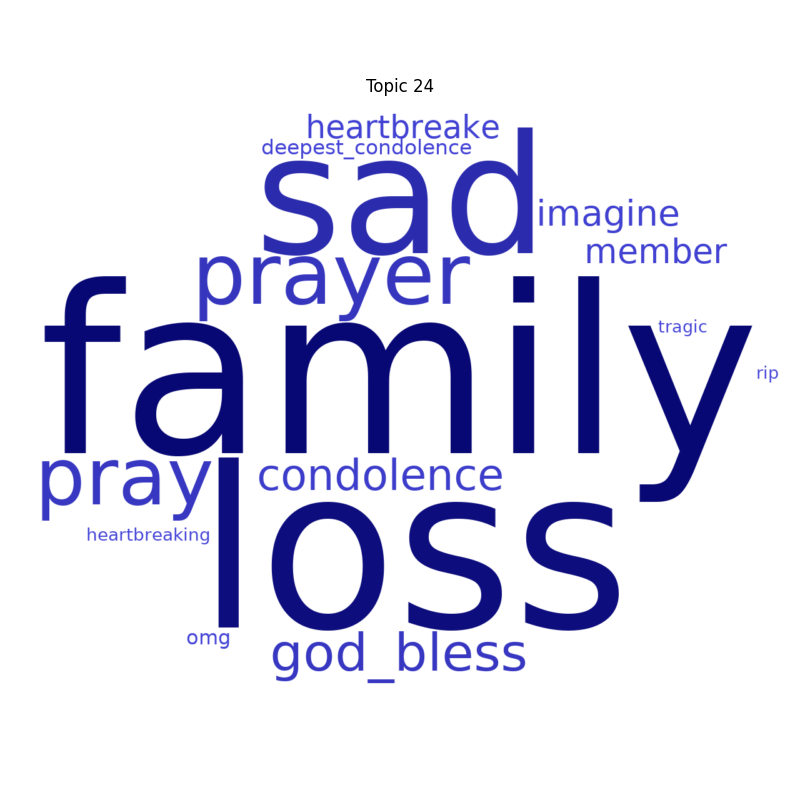 Topic 24
heartbreake
deepest_condolence
sad
imagine
member
prayer
family
tragic
rip
pray
condolence
loss
heartbreaking
omg
god_bless